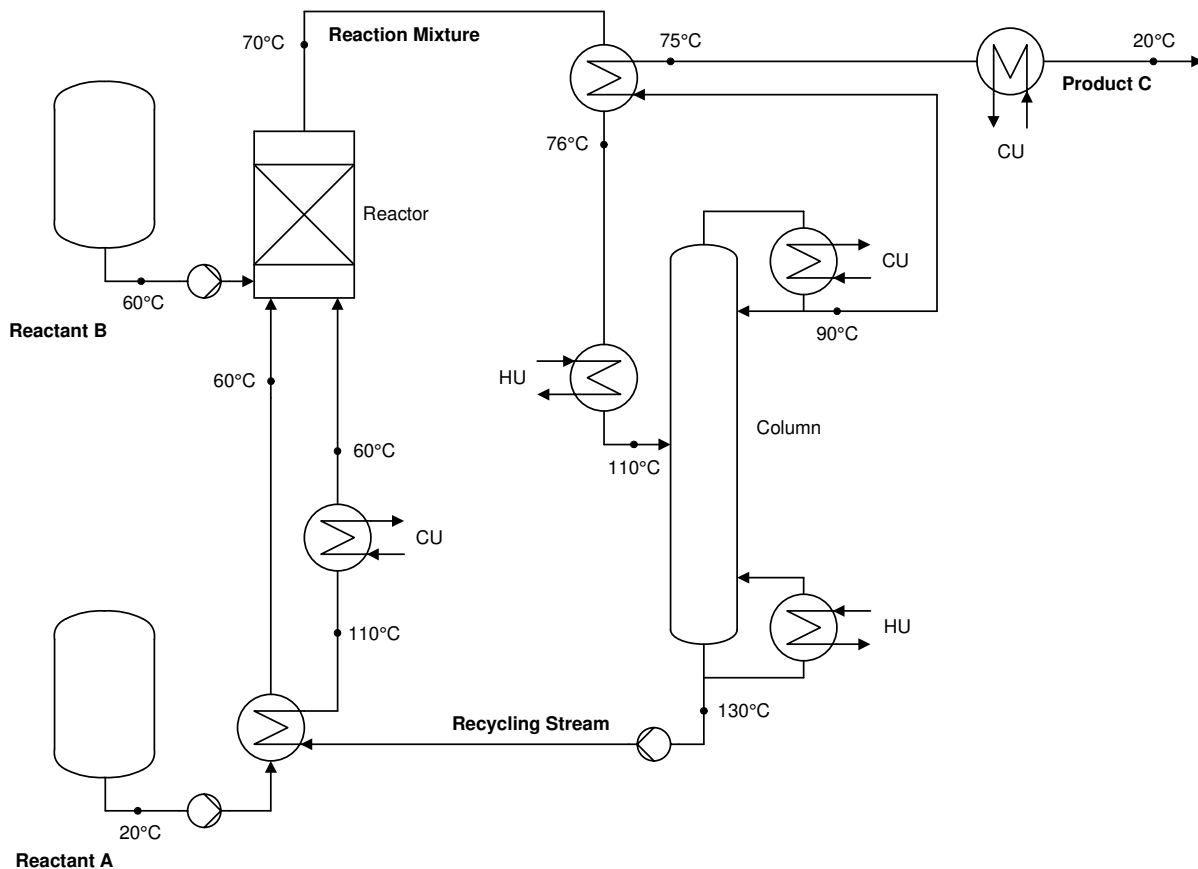 70°C
Reaction Mixture
75°C
20°C
Product C
CU
76°C
Reactor
60°C
Reactant B
CU
90°C
60°C
HU
Column
110°C
60°C
CU
110°C
HU
130°C
Recycling Stream
20°C
Reactant A